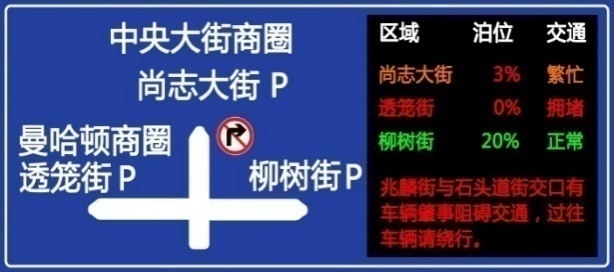 中央大街商圈
尚志大街 P
曼哈顿商圈
透笼街 P
柳树街 P
区域 泊位 交通
尚志大街 3% 繁忙
透笼街 0% 拥堵
柳树街 20% 正常
兆麟街与石头道街交口有
车辆肇事阻碍交通，过往
车辆请绕行。